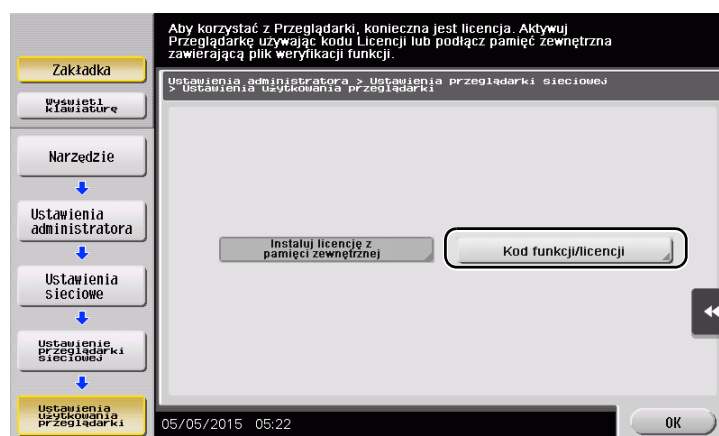 Aby korzystać z Przeglądarki, konieczna jest licencja. Aktywuj
Przeglądarkę używając kodu Licencji lub podłącz pamięć zewnętrzna
zawierającą plik weryfikacji funkcji.
Zakładka
Wyświetl
klawiaturę
Ustawienia administratora > Ustawienia przeglądarki sieciowej
> Ustawienia użytkowania przeglądarki
Narzędzie
Ustawienia
administratora
Instaluj licencję z
pamięci zewnętrznej
Kod funkcji/licencji
Ustawienia
sieciowe
Ustawienie
przeglądarki
sieciowej
Ustawienia
użytkowania
przeglądarki
05/05/2015 05:22
OK